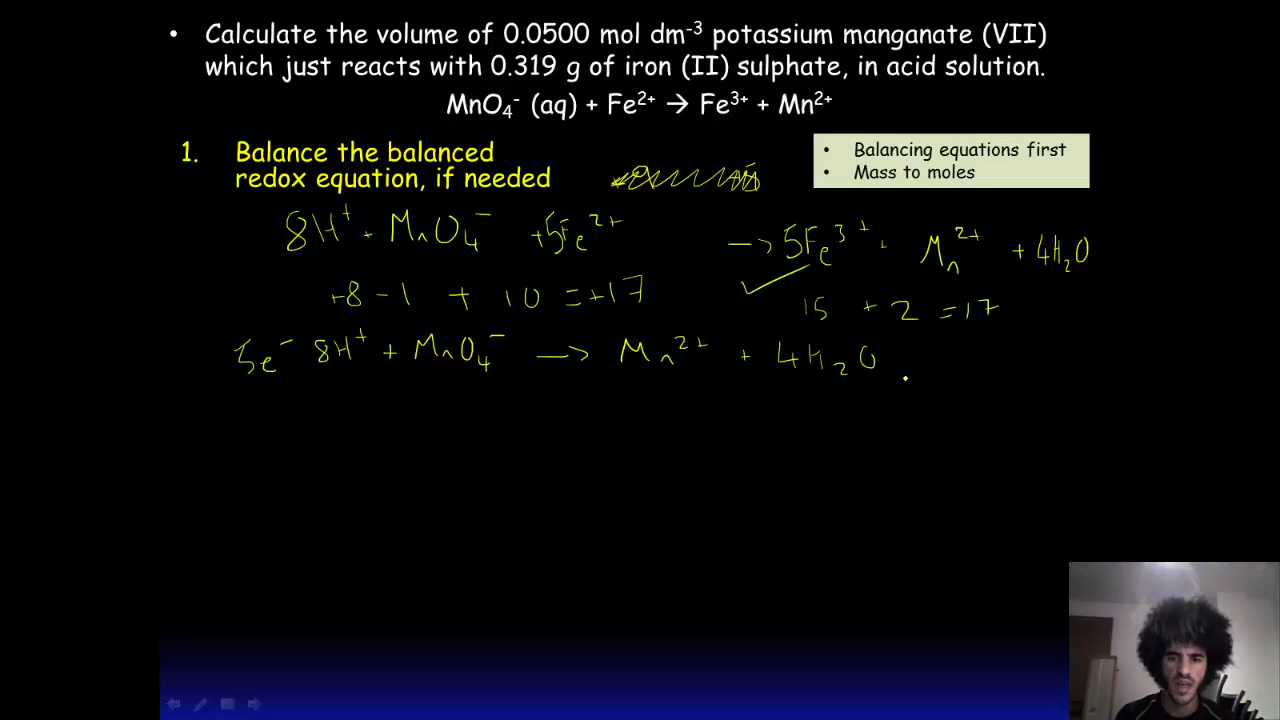 • Calculate the volume of 0.0500 mol dm-3 potassium manganate (VII)
which just reacts with 0.319 g of iron (II) sulphate, in acid solution.
MnO4- (aq) + Fe2+ → Fe3+ + Mn2+
1. Balance the balanced
redox equation, if needed
• Balancing equations first
• Mass to moles
8H+ + MnO4- + 5Fe2+ → 5Fe3+ + Mn2+ + 4H2O
+8 - 1 + 10 = +17 15 + 2 = 17
5e- 8H+ + MnO4- → Mn2+ + 4H2O